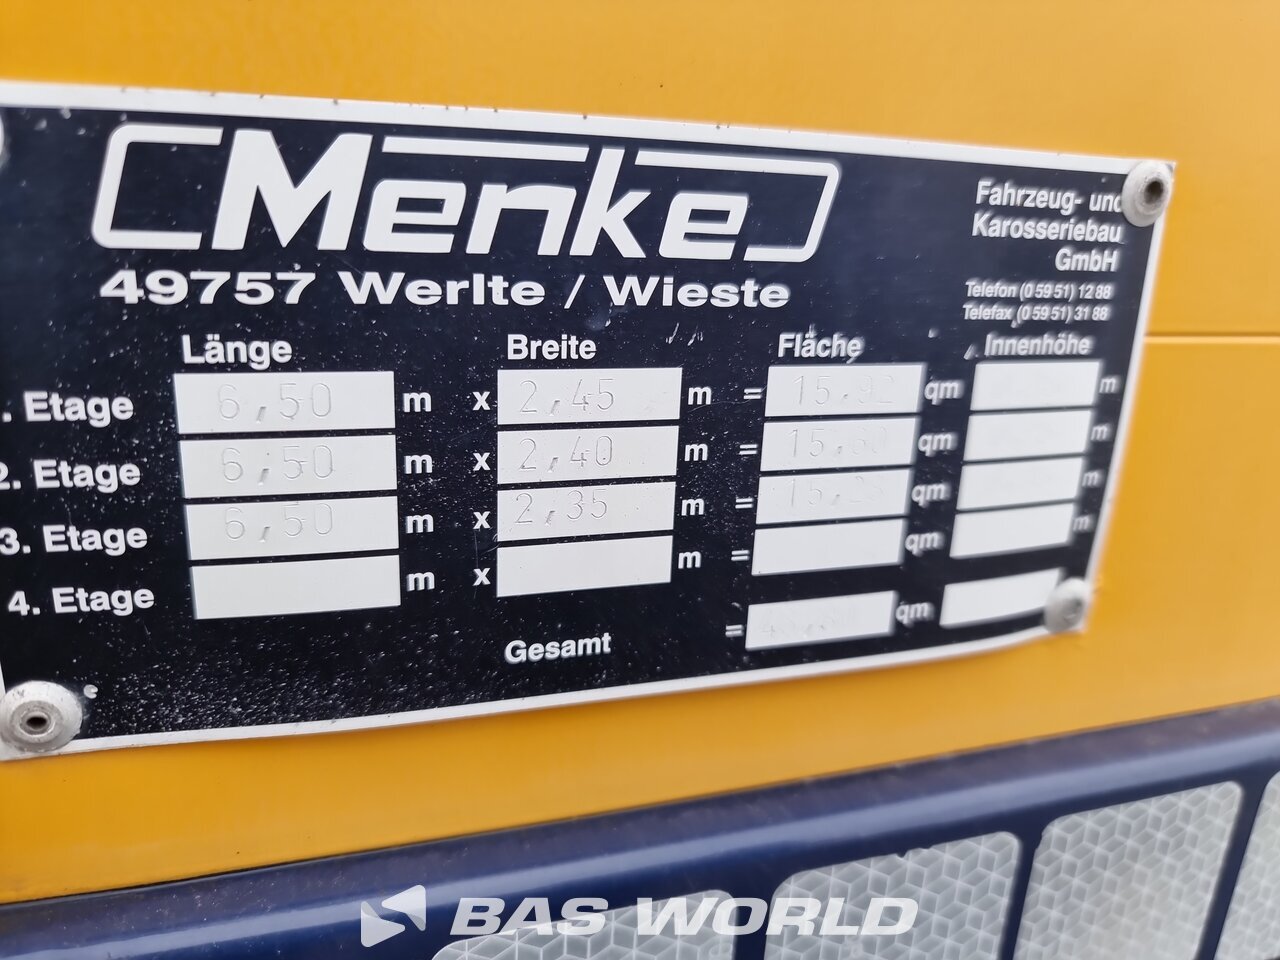 Menke
49757 Werlte / Wieste
Fahrzeug- und
Karosseriebau
GmbH
Telefon (0 59 51) 12 88
Telefax (0 59 51) 31 88
Länge Breite Fläche Innenhöhe
. Etage 6,50 m x 2,45 m = 15,92 qm m
2. Etage 6,50 m x 2,40 m = 15,60 qm m
3. Etage 6,50 m x 2,35 m = qm m
4. Etage m x m = qm m
Gesamt = qm
BAS WORLD